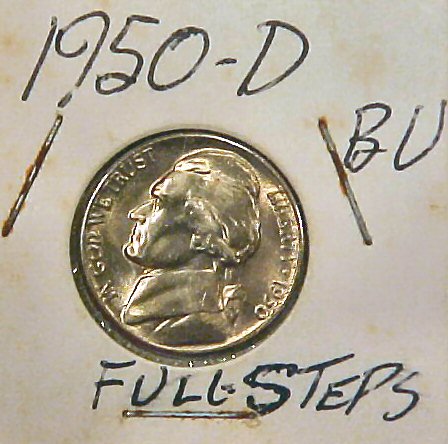 1950-D
BU
IN GOD WE TRUST
LIBERTY
1950
FULL STEPS